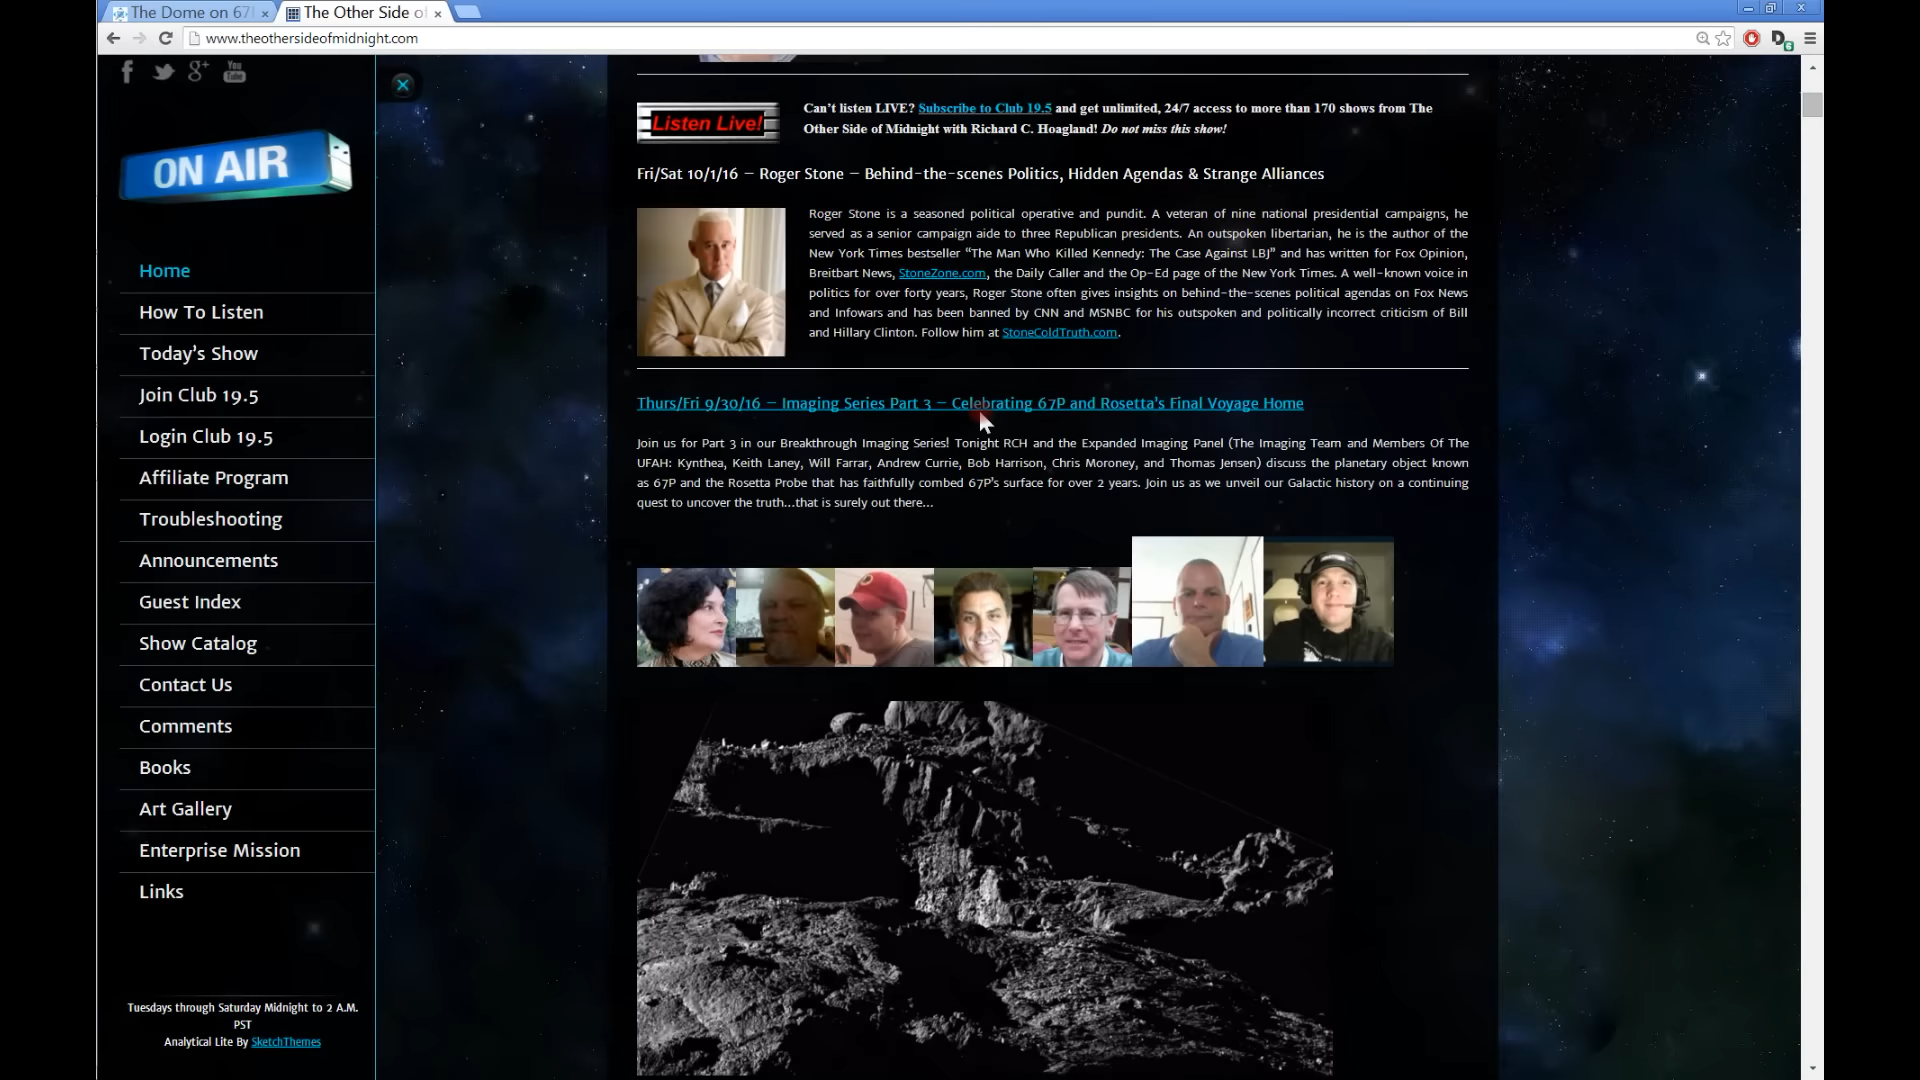 The Dome on 67
The Other Side of
www.theothersideofmidnight.com
You
Tube
ON AIR
Home
How To Listen
Today's Show
Join Club 19.5
Login Club 19.5
Affiliate Program
Troubleshooting
Announcements
Guest Index
Show Catalog
Contact Us
Comments
Books
Art Gallery
Enterprise Mission
Links
Tuesdays through Saturday Midnight to 2 A.M.
PST
Analytical Lite By SketchThemes
Listen Live!
Can't listen LIVE? Subscribe to Club 19.5 and get unlimited, 24/7 access to more than 170 shows from The
Other Side of Midnight with Richard C. Hoagland! Do not miss this show!
Fri/Sat 10/1/16 – Roger Stone – Behind-the-scenes Politics, Hidden Agendas & Strange Alliances
Roger Stone is a seasoned political operative and pundit. A veteran of nine national presidential campaigns, he
served as a senior campaign aide to three Republican presidents. An outspoken libertarian, he is the author of the
New York Times bestseller “The Man Who Killed Kennedy: The Case Against LBJ” and has written for Fox Opinion,
Breitbart News, StoneZone.com, the Daily Caller and the Op-Ed page of the New York Times. A well-known voice in
politics for over forty years, Roger Stone often gives insights on behind-the-scenes political agendas on Fox News
and Infowars and has been banned by CNN and MSNBC for his outspoken and politically incorrect criticism of Bill
and Hillary Clinton. Follow him at StoneColdTruth.com.
Thurs/Fri 9/30/16 – Imaging Series Part 3 – Celebrating 67P and Rosetta's Final Voyage Home
Join us for Part 3 in our Breakthrough Imaging Series! Tonight RCH and the Expanded Imaging Panel (The Imaging Team and Members Of The
UFAH: Kynthea, Keith Laney, Will Farrar, Andrew Currie, Bob Harrison, Chris Moroney, and Thomas Jensen) discuss the planetary object known
as 67P and the Rosetta Probe that has faithfully combed 67P's surface for over 2 years. Join us as we unveil our Galactic history on a continuing
quest to uncover the truth...that is surely out there...